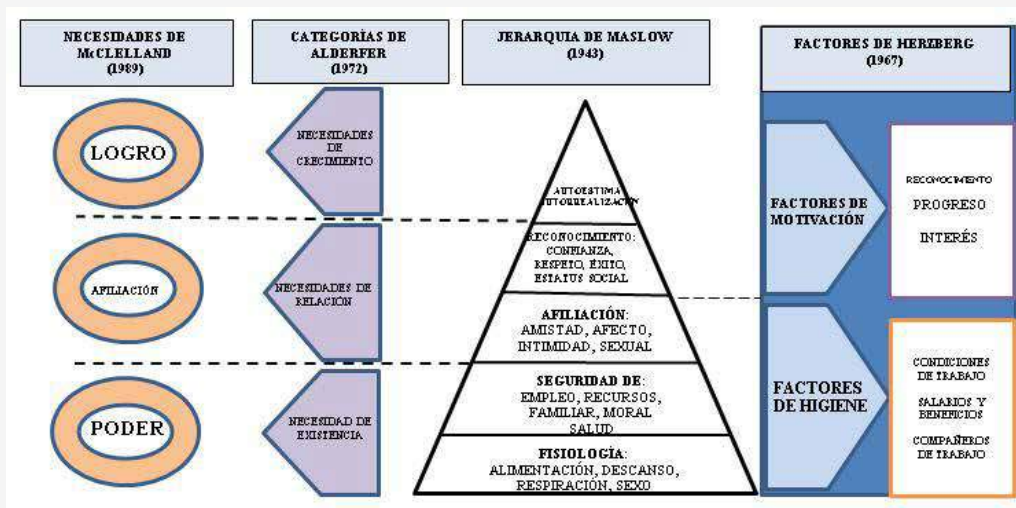 NECESIDADES DE
McCLELLAND
(1989)
LOGRO
AFILIACIÓN
PODER
CATEGORÍAS DE
ALDERFER
(1972)
NECESIDADES
DE
CRECIMIENTO
NECESIDADES DE
RELACIÓN
NECESIDAD DE
EXISTENCIA
JERARQUIA DE MASLOW
(1943)
AUTOESTIMA
AUTORREALIZACIÓN
RECONOCIMIENTO:
CONFIANZA,
RESPETO, ÉXITO,
ESTATUS SOCIAL
AFILIACIÓN:
AMISTAD, AFECTO,
INTIMIDAD, SEXUAL
SEGURIDAD DE:
EMPLEO, RECURSOS,
FAMILIAR, MORAL
SALUD
FISIOLOGÍA:
ALIMENTACIÓN, DESCANSO,
RESPIRACIÓN, SEXO
FACTORES DE HERZBERG
(1967)
FACTORES DE
MOTIVACIÓN
RECONOCIMIENTO
PROGRESO
INTERÉS
FACTORES
DE HIGIENE
CONDICIONES
DE TRABAJO
SALARIOS Y
BENEFICIOS
COMPAÑEROS
DE TRABAJO